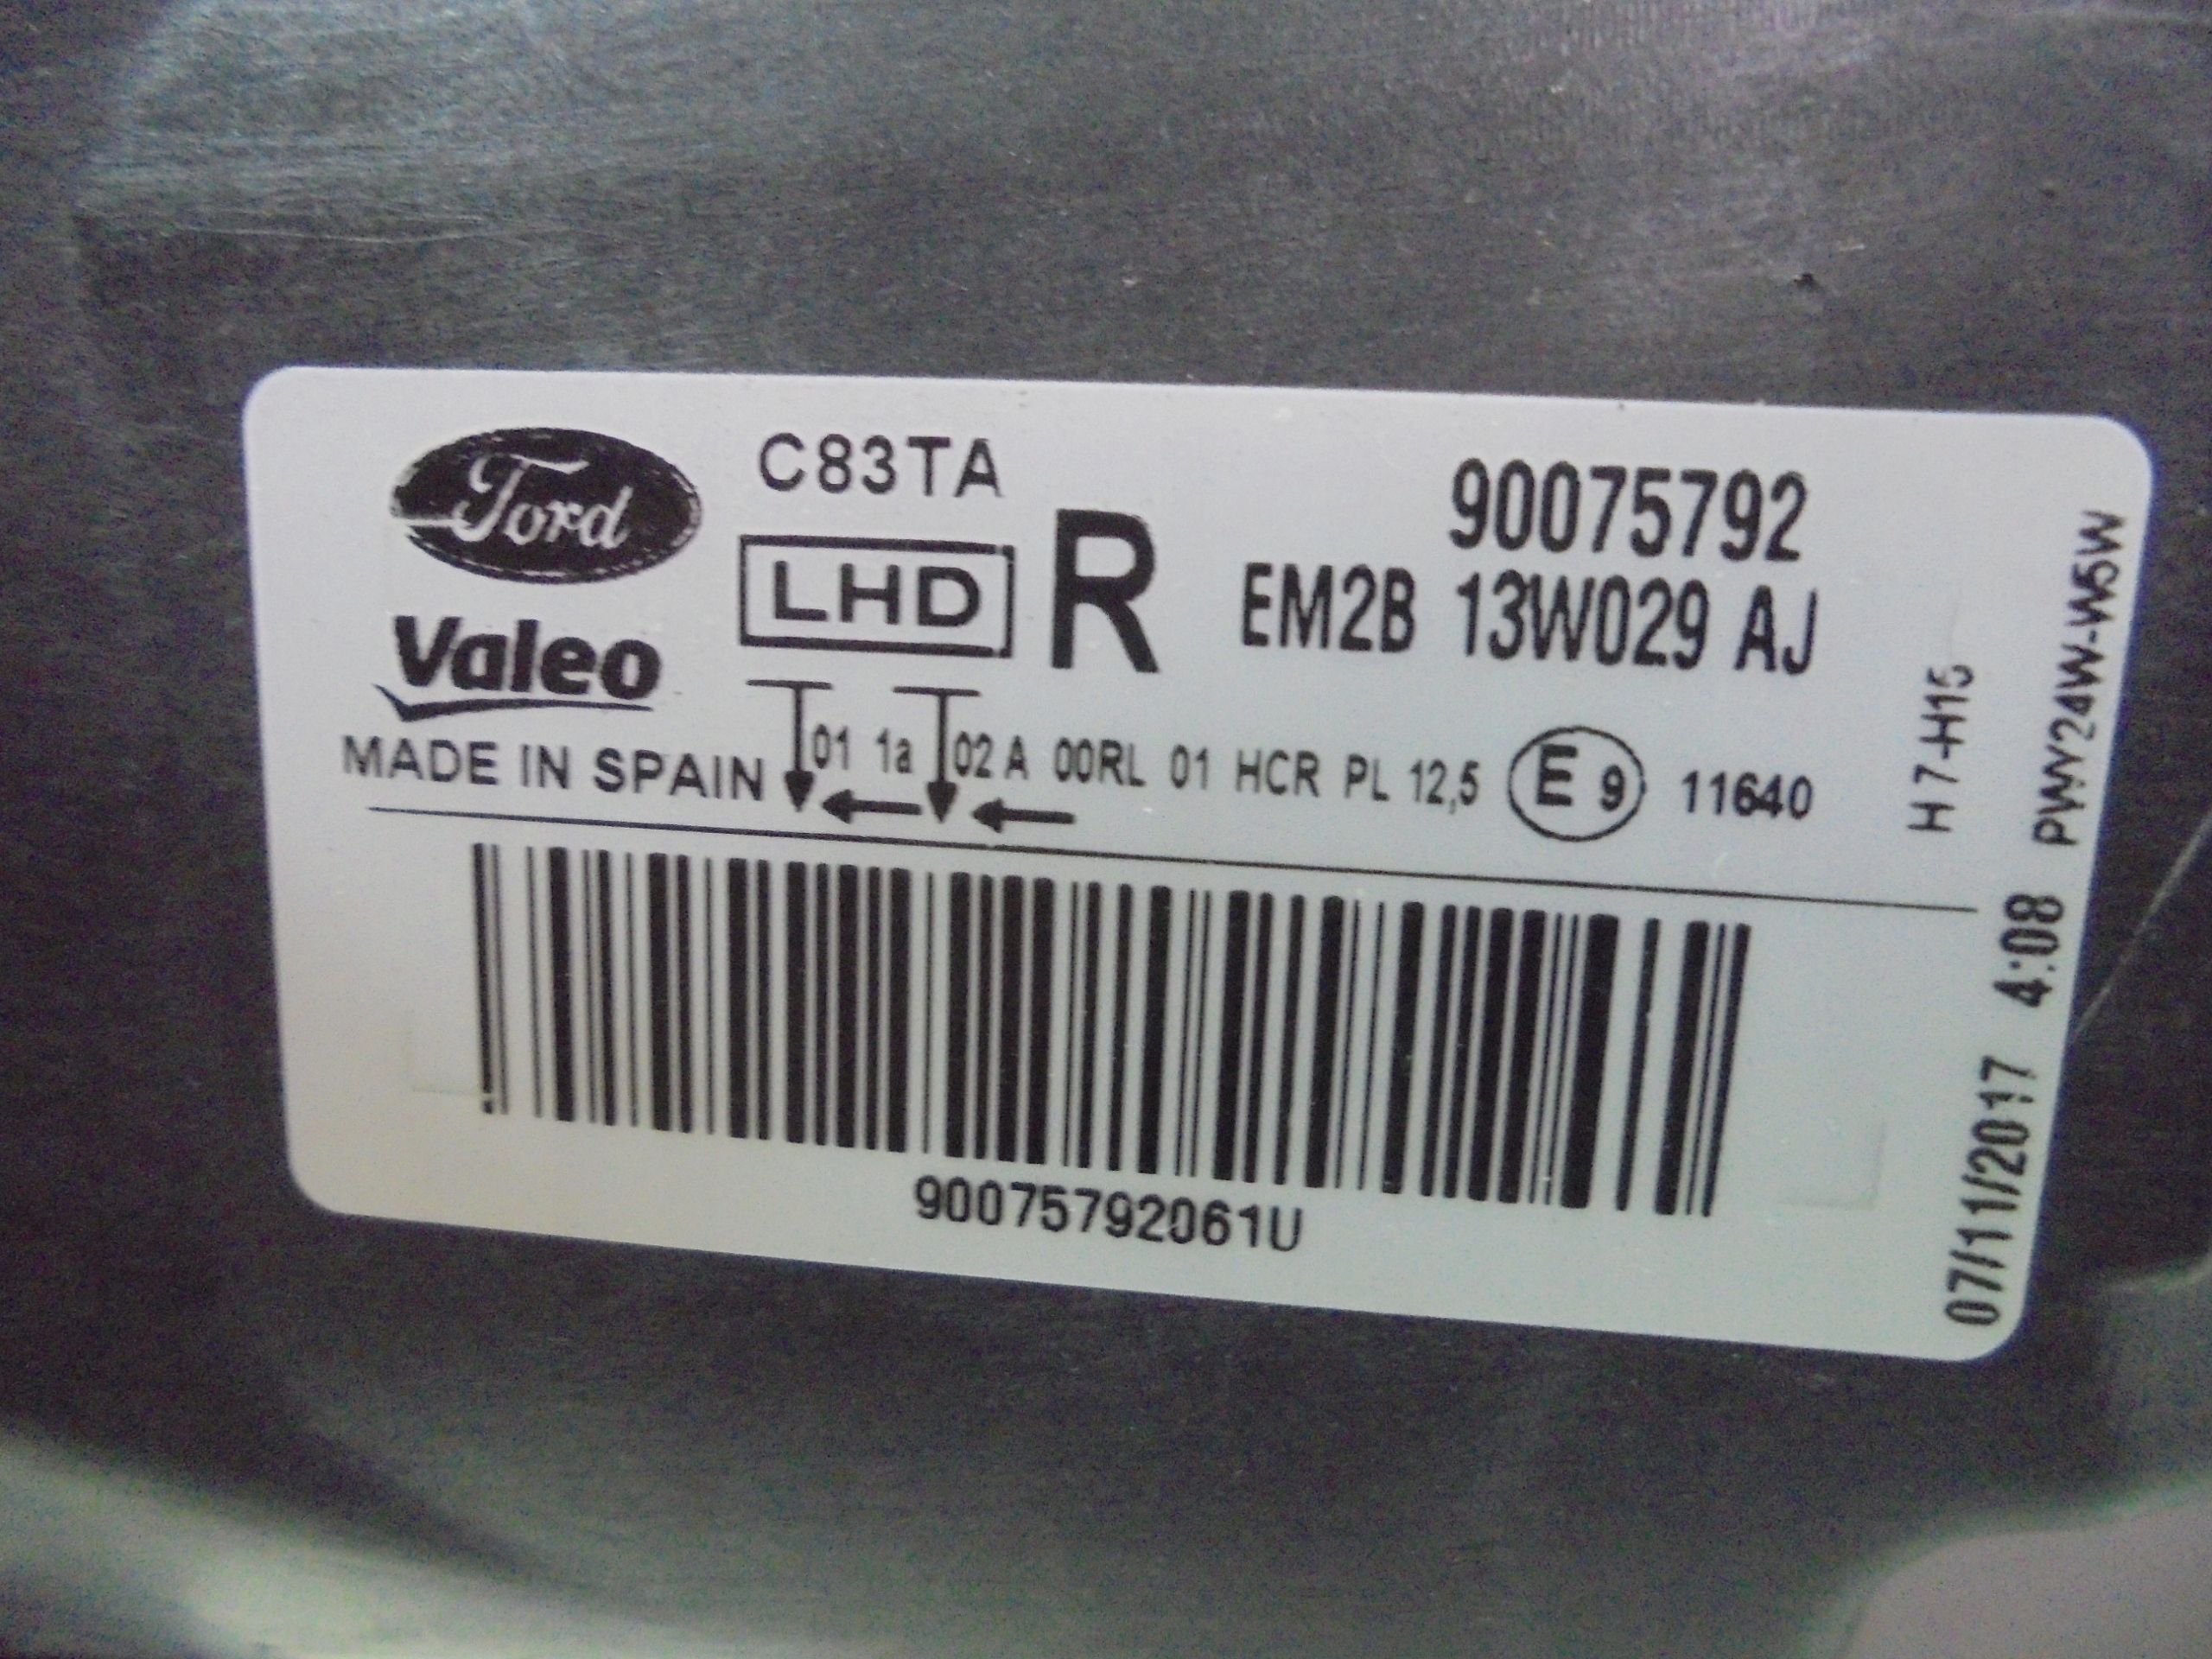 Ford
C83TA
90075792
LHD R
EM2B 13W029 AJ
Valeo
MADE IN SPAIN
01 1a 02 A 00RL 01 HCR PL 12,5 E 9 11640
H7-H15
PWY24W-W5W
07/11/2017 4:08
90075792061U